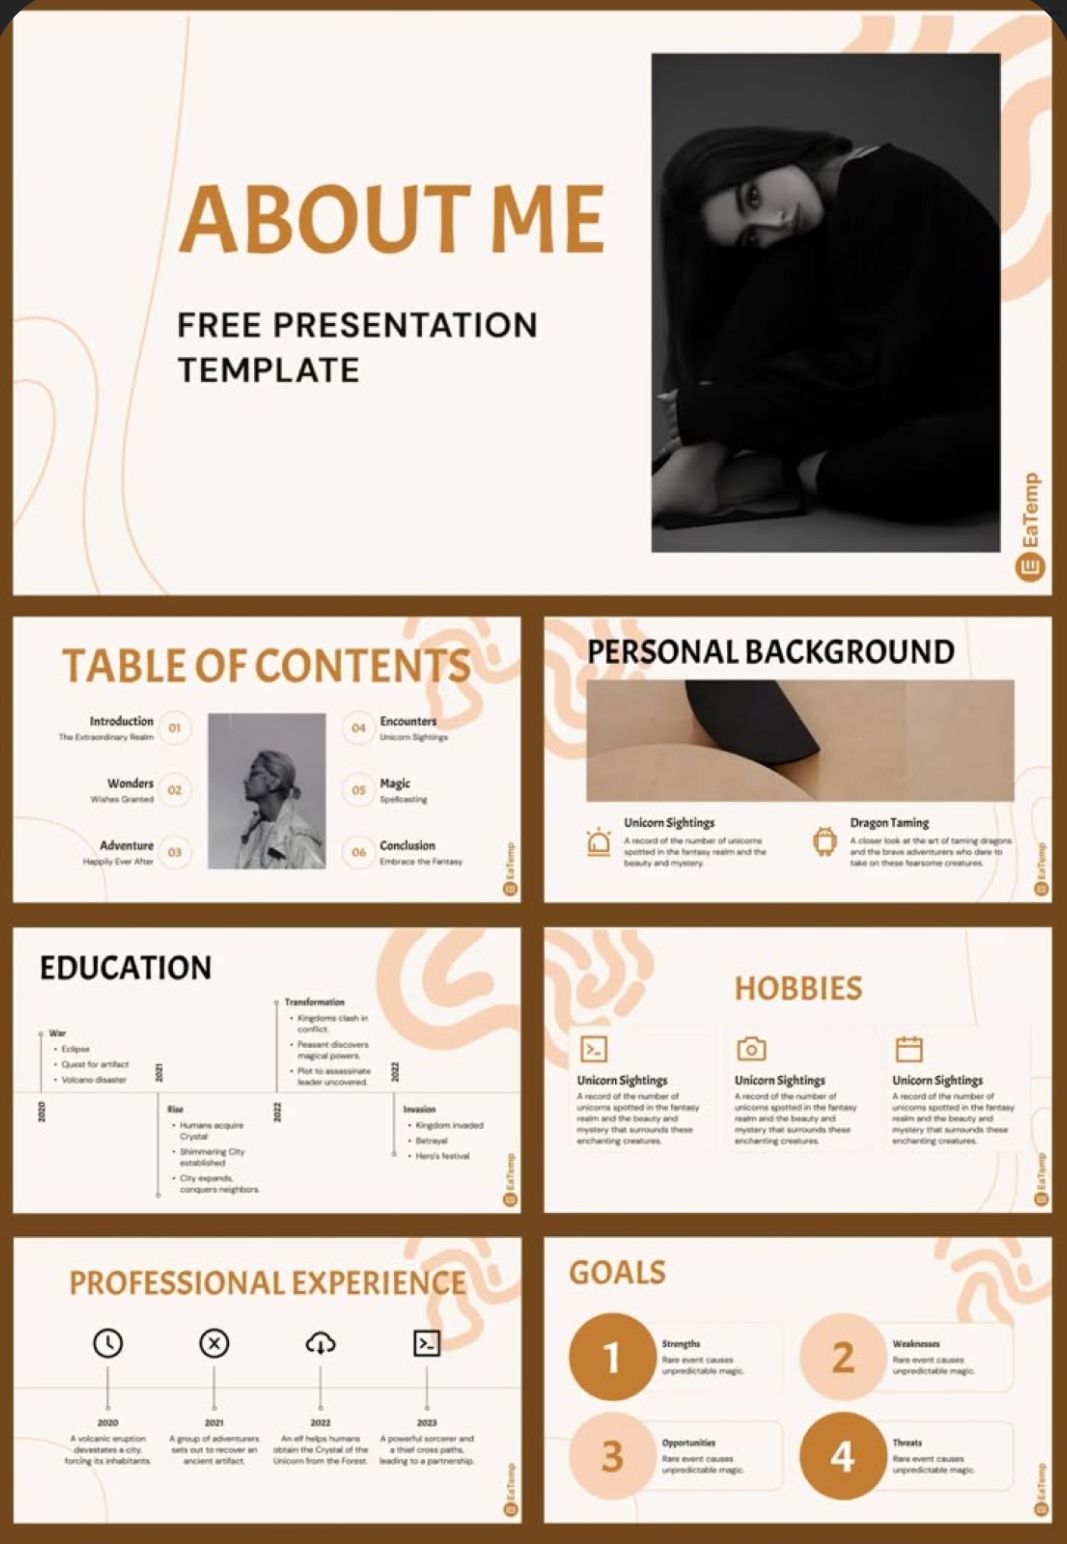 ABOUT ME
FREE PRESENTATION
TEMPLATE
EaTemp
TABLE OF CONTENTS
Introduction
The Extraordinary Realm
01
Wonders
Wishes Granted
02
Adventure
Happily Ever After
03
04
Encounters
Unicorn Sightings
05
Magic
Spellcasting
06
Conclusion
Embrace the Fantasy
EaTemp
PERSONAL BACKGROUND
Unicorn Sightings
A record of the number of unicorns
spotted in the fantasy realm and the
beauty and mystery.
Dragon Taming
A closer look at the art of taming dragons
and the brave adventurers who dare to
take on these fearsome creatures.
EaTemp
EDUCATION
War
• Eclipse
• Quest for artifact
• Volcano disaster
2020
2021
Rise
• Humans acquire
Crystal
• Shimmering City
established
• City expands,
conquers neighbors.
Transformation
• Kingdoms clash in
conflict.
• Peasant discovers
magical powers.
• Plot to assassinate
leader uncovered.
2022
2022
Invasion
• Kingdom invaded
• Betrayal
• Hero's festival
EaTemp
HOBBIES
Unicorn Sightings
A record of the number of
unicorns spotted in the fantasy
realm and the beauty and
mystery that surrounds these
enchanting creatures.
Unicorn Sightings
A record of the number of
unicorns spotted in the fantasy
realm and the beauty and
mystery that surrounds these
enchanting creatures.
Unicorn Sightings
A record of the number of
unicorns spotted in the fantasy
realm and the beauty and
mystery that surrounds these
enchanting creatures.
EaTemp
PROFESSIONAL EXPERIENCE
2020
A volcanic eruption
devastates a city,
forcing its inhabitants.
2021
A group of adventurers
sets out to recover an
ancient artifact.
2022
An elf helps humans
obtain the Crystal of the
Unicorn from the Forest.
2023
A powerful sorcerer and
a thief cross paths,
leading to a partnership.
EaTemp
GOALS
1
Strengths
Rare event causes
unpredictable magic.
2
Weaknesses
Rare event causes
unpredictable magic.
3
Opportunities
Rare event causes
unpredictable magic.
4
Threats
Rare event causes
unpredictable magic.
EaTemp